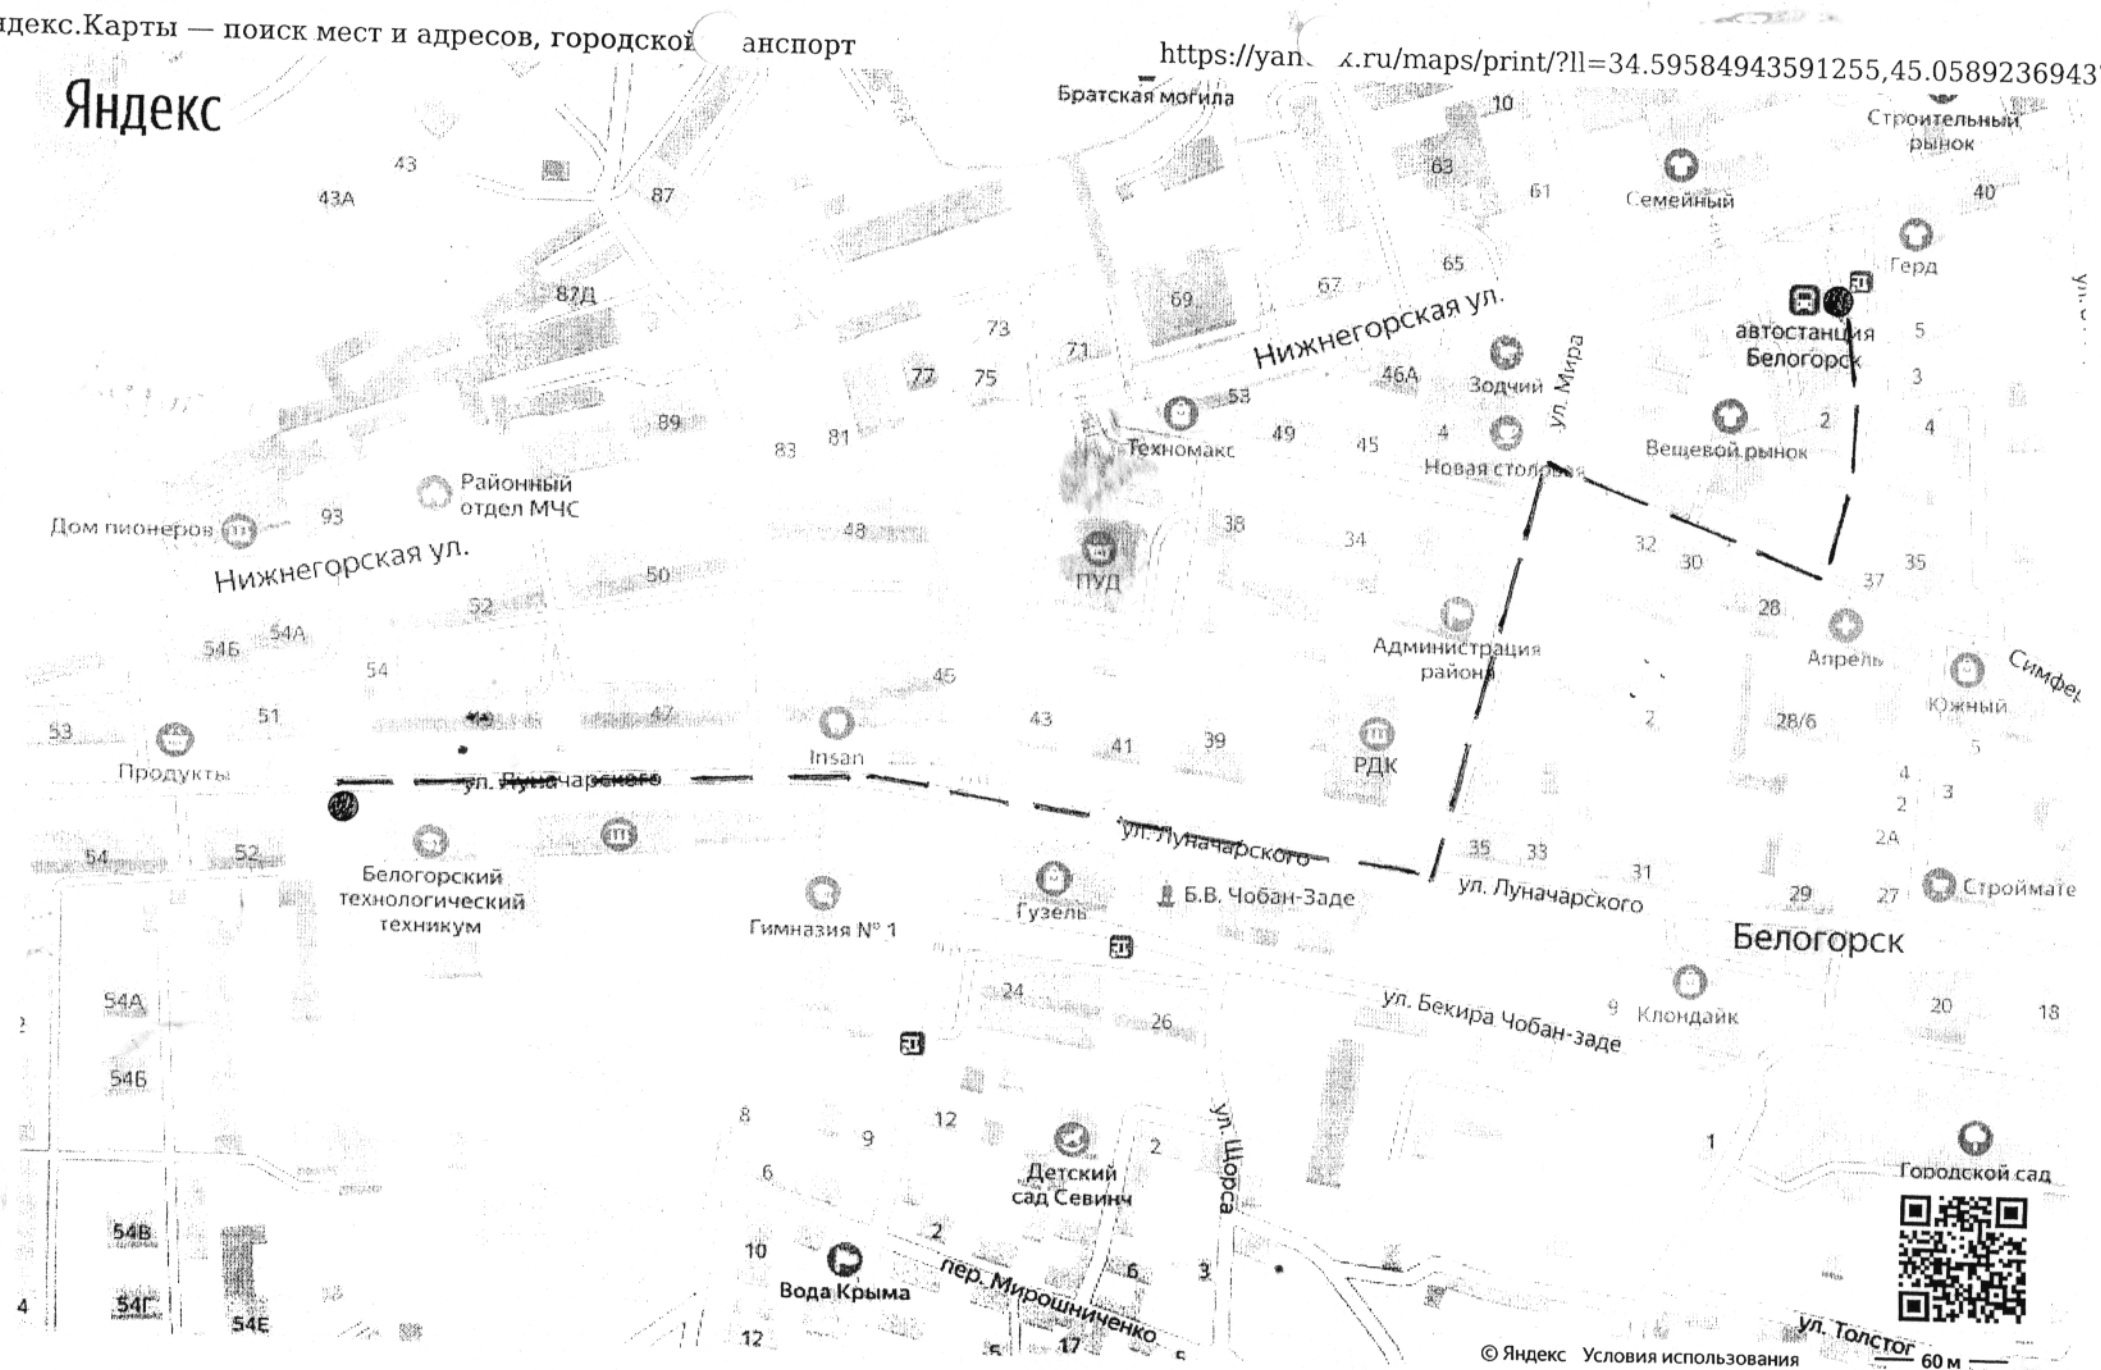 ндекс.Карты — поиск мест и адресов, городской анспорт
https://yan x.ru/maps/print/?ll=34.59584943591255,45.0589236943
Яндекс
Братская могила
10
Строительный
рынок
43
43А
87
63
61
Семейный
40
Герд
87Д
69
67
65
Нижнегорская ул.
73
71
77
75
53
46А
Зодчий
ул. Мира
автостанция
Белогорск
5
3
2
4
Вещевой рынок
Техномакс
49
45
4
Новая столовая
89
83
81
Районный
отдел МЧС
Дом пионеров
93
Нижнегорская ул.
48
38
34
32
30
35
37
ПУД
50
52
28
54Б
54А
54
Администрация
района
Апрель
Южный
Симфе
45
43
41
39
РДК
2
28/6
5
53
51
47
Продукты
Insan
ул. Луначарского
4
2
3
2А
ул. Луначарского
35
33
31
ул. Луначарского
29
27
Строймате
54
52
Белогорский
технологический
техникум
Гимназия № 1
Гузель
Б.В. Чобан-Заде
Белогорск
54А
24
26
ул. Бекира Чобан-заде
9
Клондайк
20
18
2
54Б
8
9
12
2
ул. Щорса
1
6
Детский
сад Севинч
Городской сад
54В
10
2
6
3
Вода Крыма
пер. Мирошниченко
4
54Г
54Е
12
5
17
5
ул. Толстог
© Яндекс Условия использования
60 м